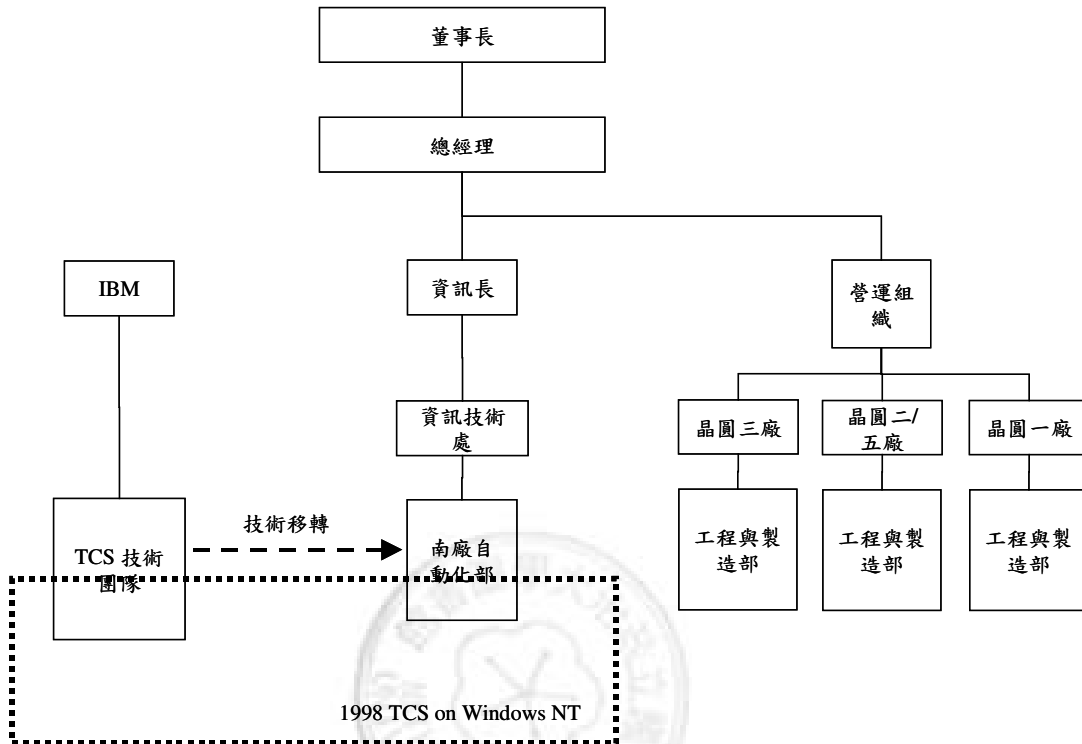 董事長
總經理
IBM
資訊長
營運組
織
資訊技術
處
晶圓三廠
晶圓二/
五廠
晶圓一廠
TCS 技術
團隊
技術移轉
南廠自
動化部
工程與製
造部
工程與製
造部
工程與製
造部
1998 TCS on Windows NT